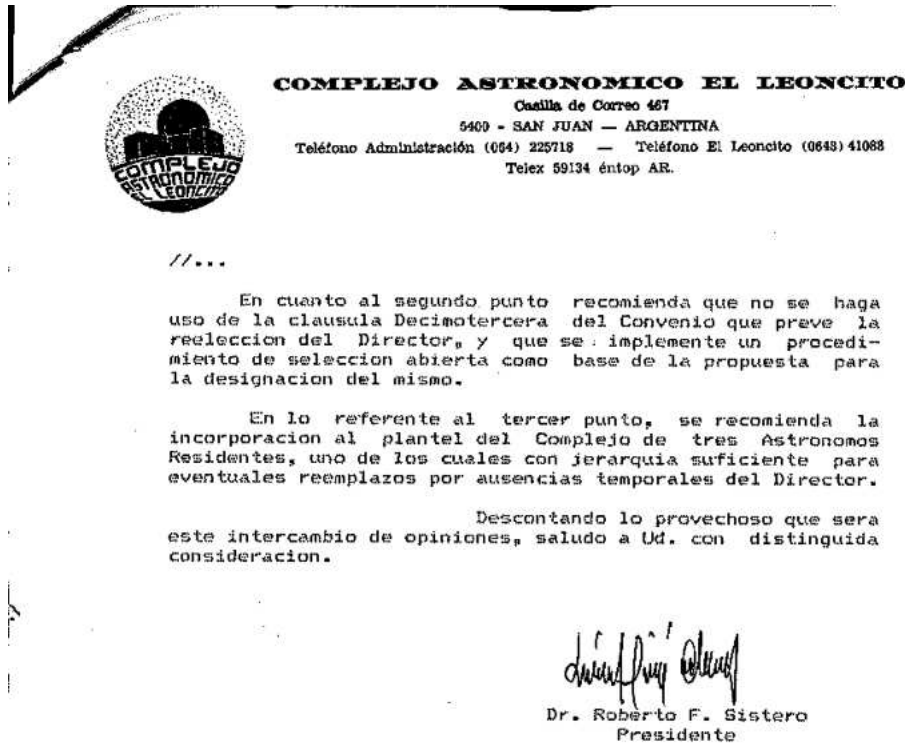 COMPLEJO ASTRONOMICO EL LEONCITO
Casilla de Correo 467
5400 - SAN JUAN — ARGENTINA
Teléfono Administración (064) 225718 — Teléfono El Leoncito (0648) 41088
Telex 59134 éntop AR.
COMPLEJO
ASTRONOMICO
EL LEONCITO
//...
En cuanto al segundo punto recomienda que no se haga
uso de la clausula Decimotercera del Convenio que preve la
reeleccion del Director, y que se implemente un procedi-
miento de seleccion abierta como base de la propuesta para
la designacion del mismo.
En lo referente al tercer punto, se recomienda la
incorporacion al plantel del Complejo de tres Astronomos
Residentes, uno de los cuales con jerarquia suficiente para
eventuales reemplazos por ausencias temporales del Director.
Descontando lo provechoso que sera
este intercambio de opiniones, saludo a Ud. con distinguida
consideracion.
Dr. Roberto F. Sistero
Presidente